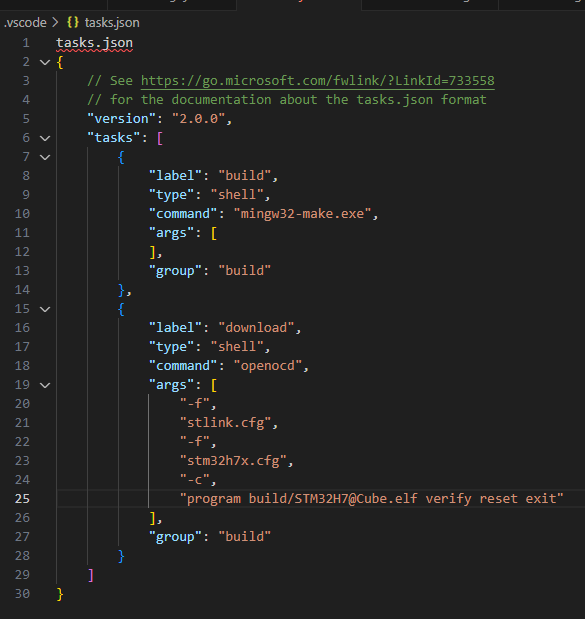 .vscode > {} tasks.json
1 tasks.json
2 {
3     // See https://go.microsoft.com/fwlink/?LinkId=733558
4     // for the documentation about the tasks.json format
5     "version": "2.0.0",
6     "tasks": [
7         {
8             "label": "build",
9             "type": "shell",
10             "command": "mingw32-make.exe",
11             "args": [
12             ],
13             "group": "build"
14         },
15         {
16             "label": "download",
17             "type": "shell",
18             "command": "openocd",
19             "args": [
20                 "-f",
21                 "stlink.cfg",
22                 "-f",
23                 "stm32h7x.cfg",
24                 "-c",
25                 "program build/STM32H7@Cube.elf verify reset exit"
26             ],
27             "group": "build"
28         }
29     ]
30 }